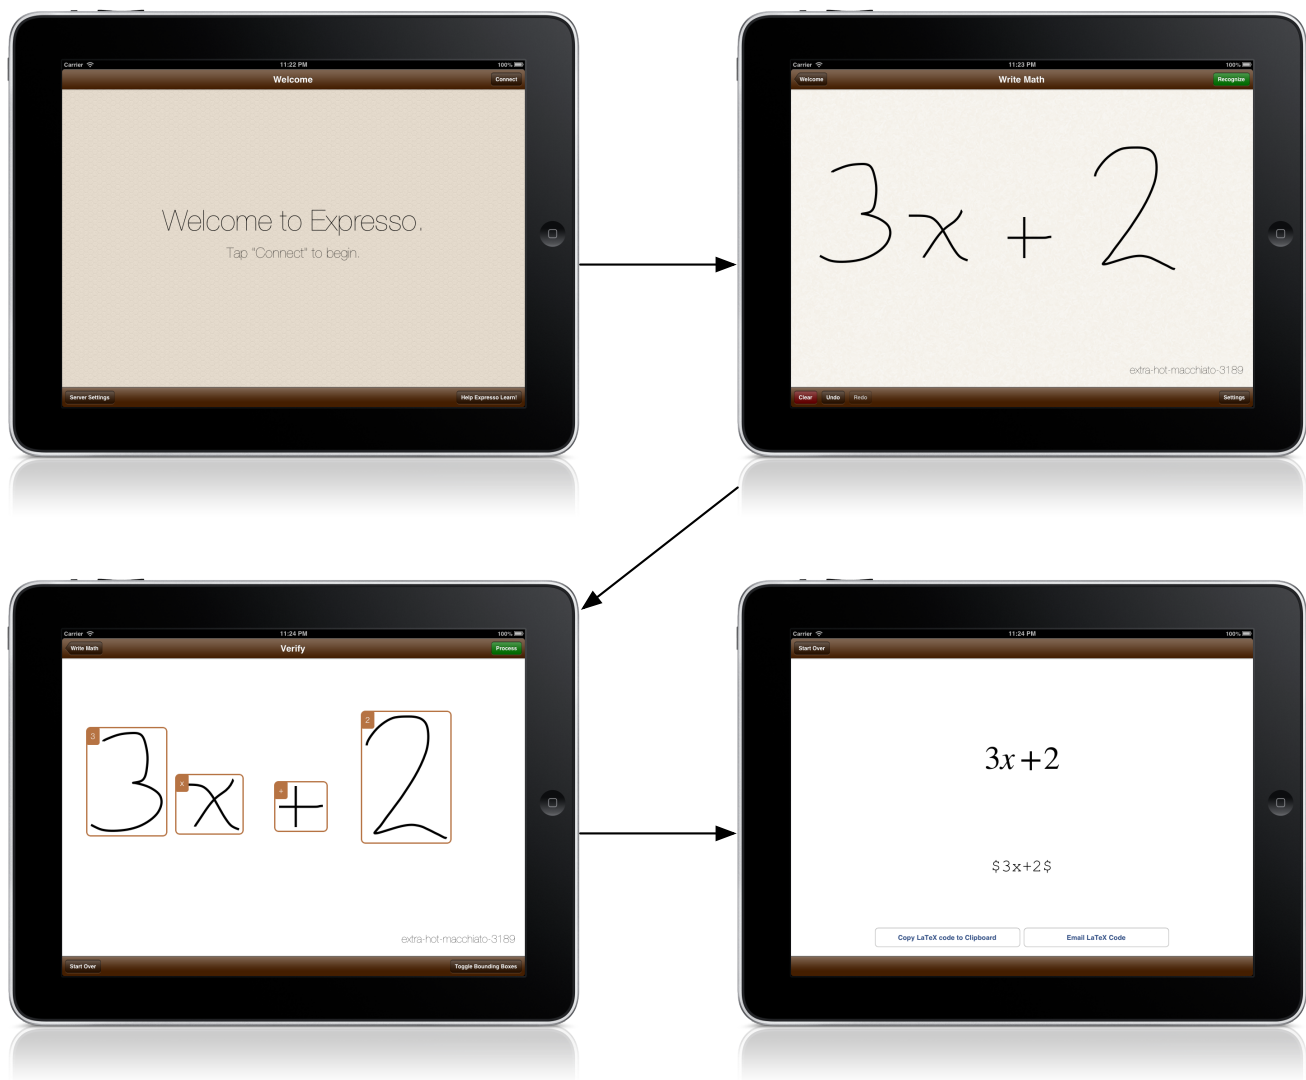 Carrier 11:22 PM 100%
Welcome Connect
Welcome to Expresso.
Tap "Connect" to begin.
Server Settings Help Expresso Learn!
Carrier 11:23 PM 100%
Welcome Write Math Recognize
3x + 2
extra-hot-macchiato-3189
Clear Undo Redo Settings
Carrier 11:24 PM 100%
Write Math Verify Process
3 x + 2
3x + 2
extra-hot-macchiato-3189
Start Over Toggle Bounding Boxes
Carrier 11:24 PM 100%
Start Over
3x+2
$3x+2$
Copy LaTeX code to Clipboard Email LaTeX Code